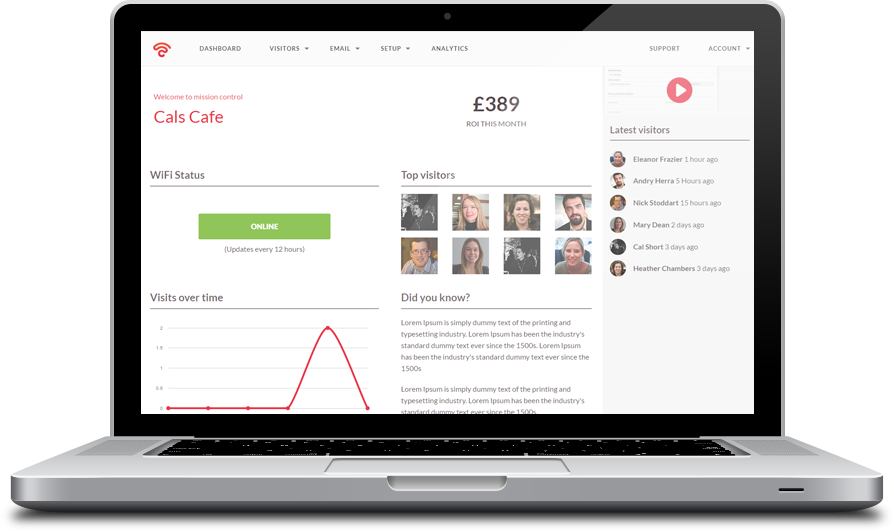 DASHBOARD VISITORS EMAIL SETUP ANALYTICS SUPPORT ACCOUNT
Welcome to mission control
Cals Cafe
£389
ROI THIS MONTH
WiFi Status
ONLINE
(Updates every 12 hours)
Top visitors
Visits over time
2
1.5
1
0.5
0
Did you know?
Lorem Ipsum is simply dummy text of the printing and
typesetting industry. Lorem Ipsum has been the industry's
standard dummy text ever since the 1500s. Lorem Ipsum
has been the industry's standard dummy text ever since the
1500s
Lorem Ipsum is simply dummy text of the printing and
typesetting industry. Lorem Ipsum has been the industry's
standard dummy text ever since the 1500s. Lorem Ipsum
Latest visitors
Eleanor Frazier 1 hour ago
Andry Herra 5 Hours ago
Nick Stoddart 15 hours ago
Mary Dean 2 days ago
Cal Short 3 days ago
Heather Chambers 3 days ago